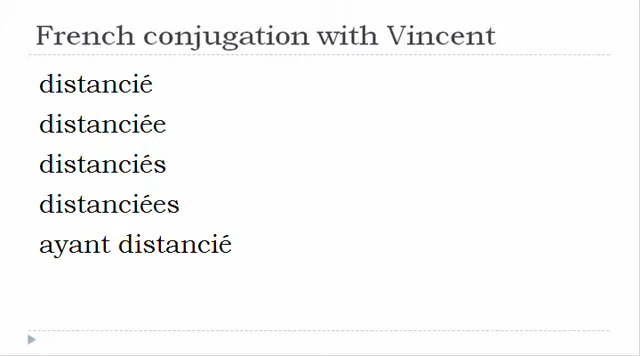 French conjugation with Vincent
distancié
distanciée
distanciés
distanciées
ayant distancié